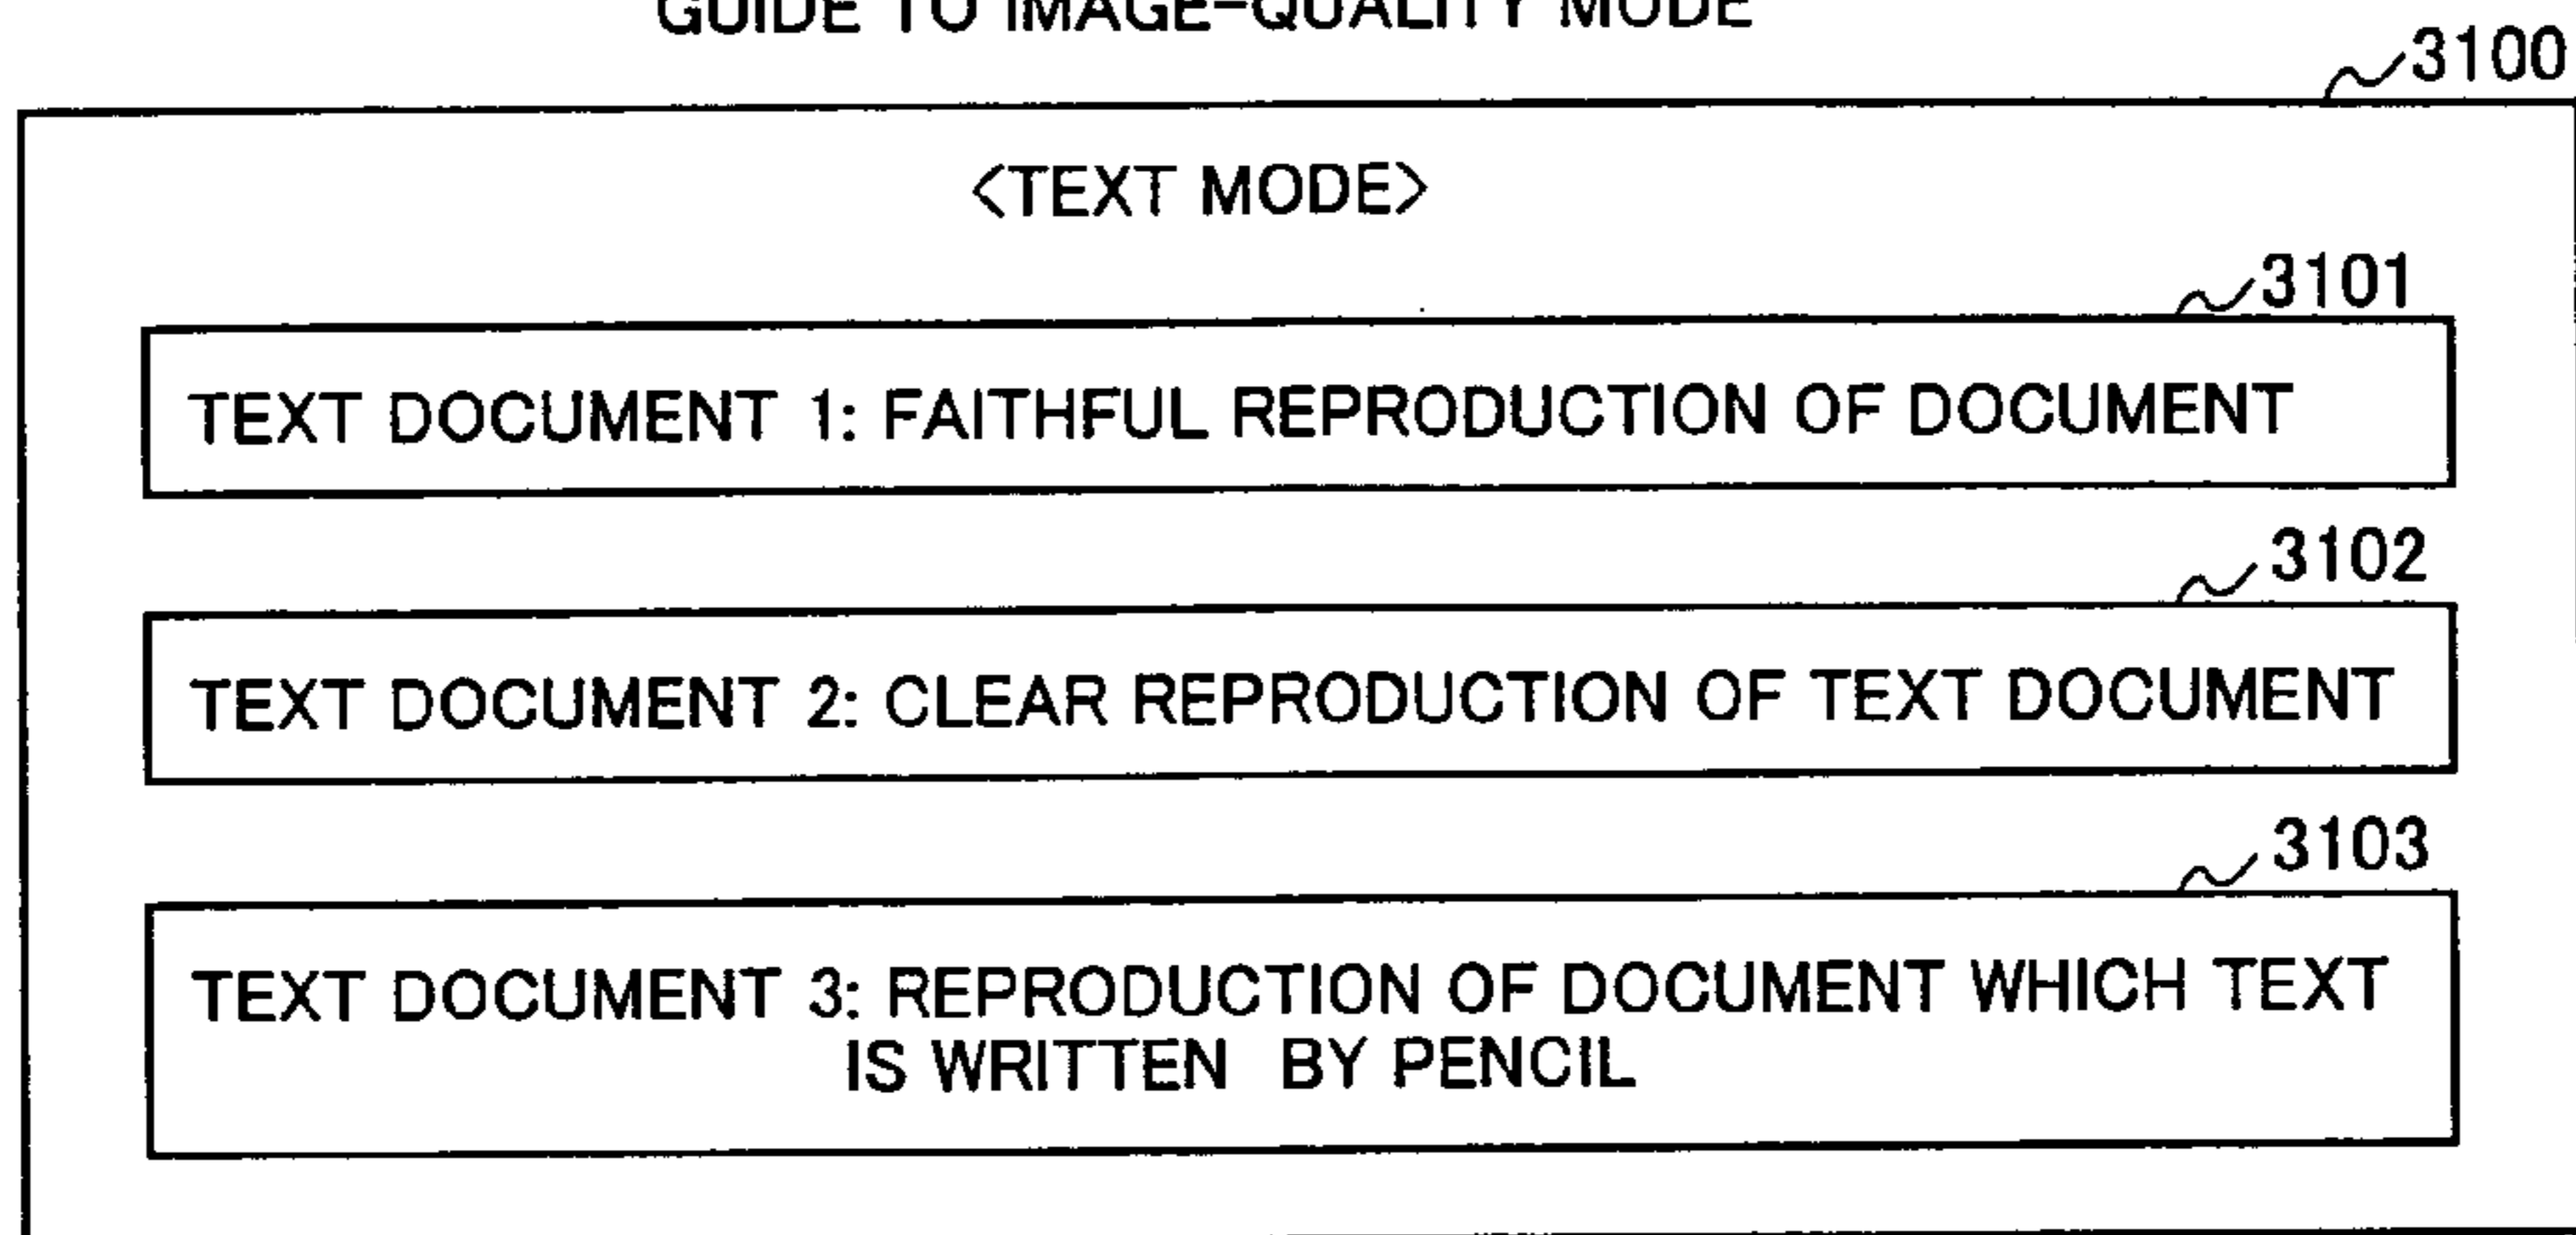 GUIDE TO IMAGE-QUALITY MODE
3100
<TEXT MODE>
3101
TEXT DOCUMENT 1: FAITHFUL REPRODUCTION OF DOCUMENT
3102
TEXT DOCUMENT 2: CLEAR REPRODUCTION OF TEXT DOCUMENT
3103
TEXT DOCUMENT 3: REPRODUCTION OF DOCUMENT WHICH TEXT
IS WRITTEN BY PENCIL